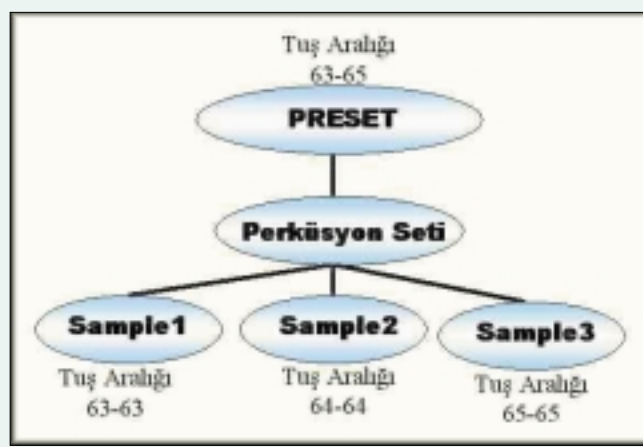 Tuş Aralığı
63-65
PRESET
Perküsyon Seti
Sample1
Sample2
Sample3
Tuş Aralığı
63-63
Tuş Aralığı
64-64
Tuş Aralığı
65-65